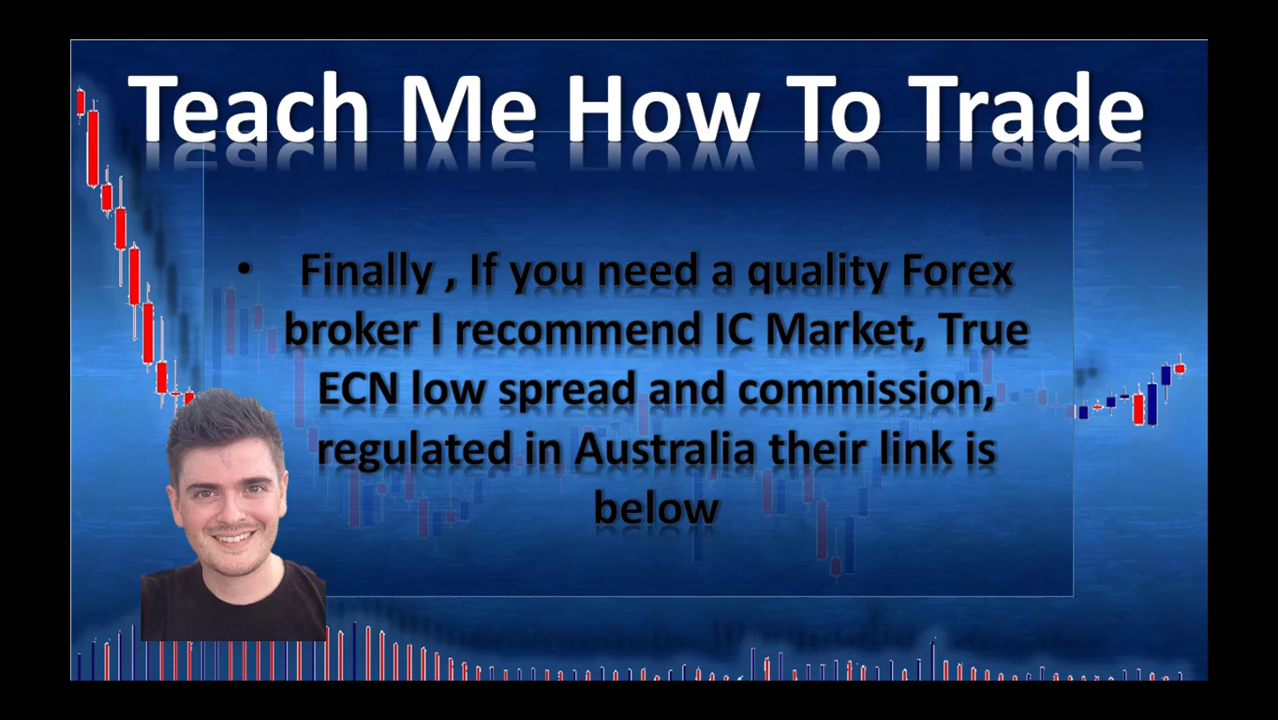 Teach Me How To Trade
• Finally , If you need a quality Forex
broker I recommend IC Market, True
ECN low spread and commission,
regulated in Australia their link is
below